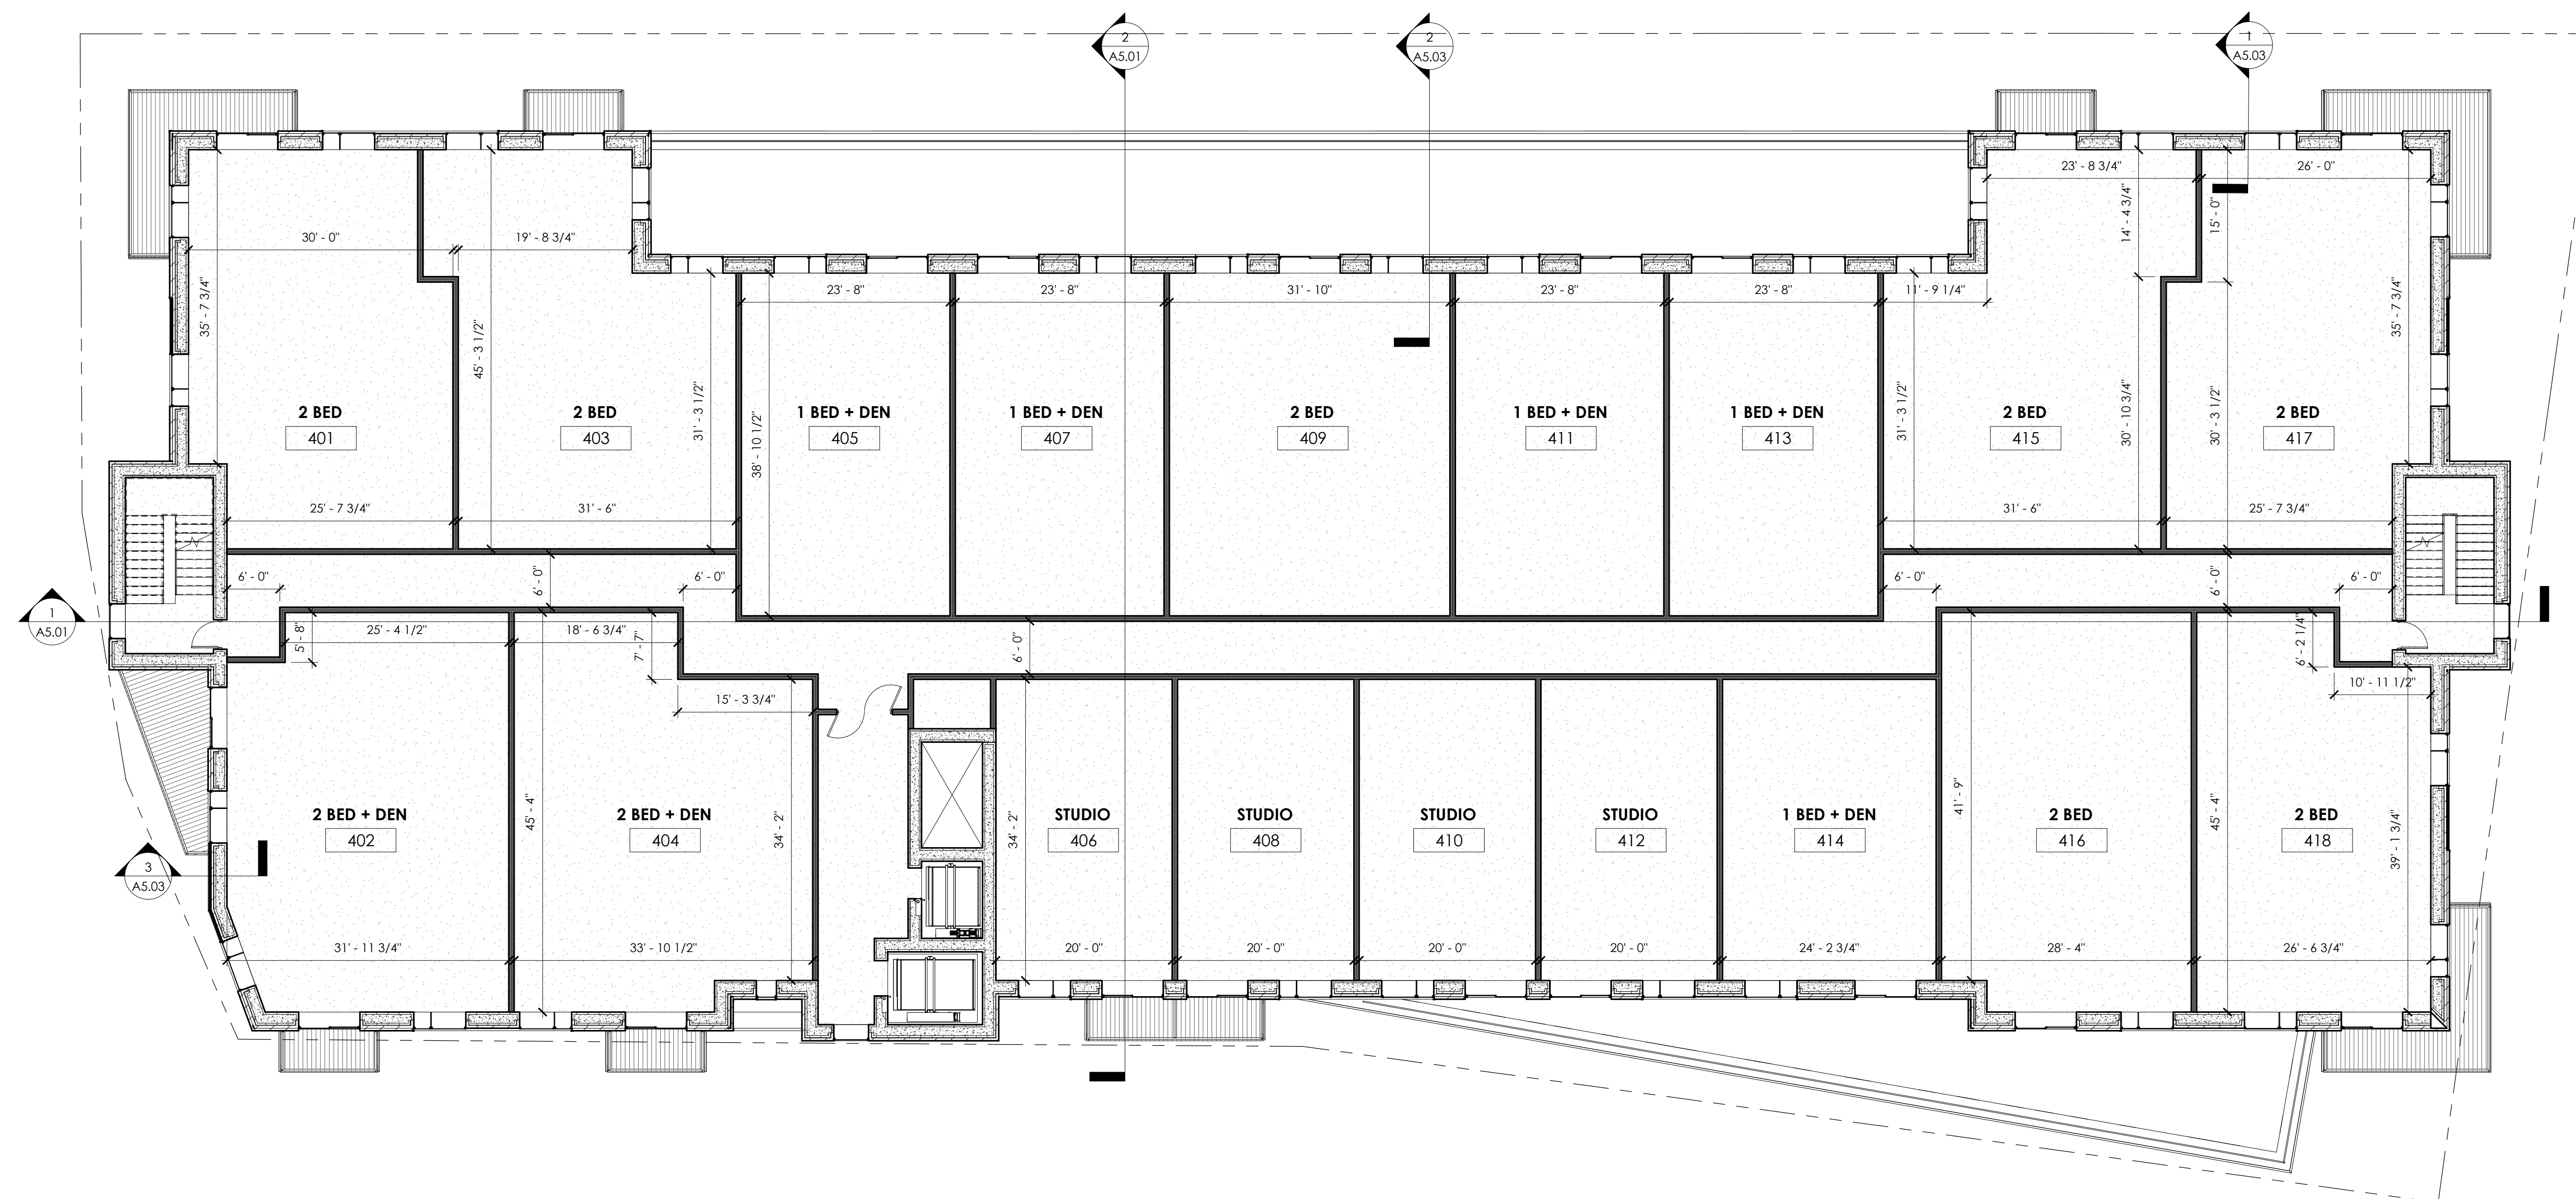 2
A5.01
2
A5.03
1
A5.03
23' - 8 3/4"
26' - 0"
14' - 4 3/4"
15' - 0"
30' - 0"
19' - 8 3/4"
35' - 7 3/4"
45' - 3 1/2"
23' - 8"
23' - 8"
31' - 10"
23' - 8"
23' - 8"
11' - 9 1/4"
35' - 7 3/4"
31' - 3 1/2"
38' - 10 1/2"
31' - 3 1/2"
30' - 10 3/4"
30' - 3 1/2"
2 BED
401
2 BED
403
1 BED + DEN
405
1 BED + DEN
407
2 BED
409
1 BED + DEN
411
1 BED + DEN
413
2 BED
415
2 BED
417
25' - 7 3/4"
31' - 6"
31' - 6"
25' - 7 3/4"
6' - 0"
6' - 0"
6' - 0"
6' - 0"
6' - 0"
6' - 0"
1
A5.01
5' - 8"
25' - 4 1/2"
18' - 6 3/4"
7' - 7"
6' - 0"
6' - 2 1/4"
10' - 11 1/2"
15' - 3 3/4"
2 BED + DEN
402
45' - 4"
2 BED + DEN
404
34' - 2"
34' - 2"
STUDIO
406
STUDIO
408
STUDIO
410
STUDIO
412
1 BED + DEN
414
41' - 9"
2 BED
416
45' - 4"
2 BED
418
39' - 1 3/4"
3
A5.03
31' - 11 3/4"
33' - 10 1/2"
20' - 0"
20' - 0"
20' - 0"
20' - 0"
24' - 2 3/4"
28' - 4"
26' - 6 3/4"